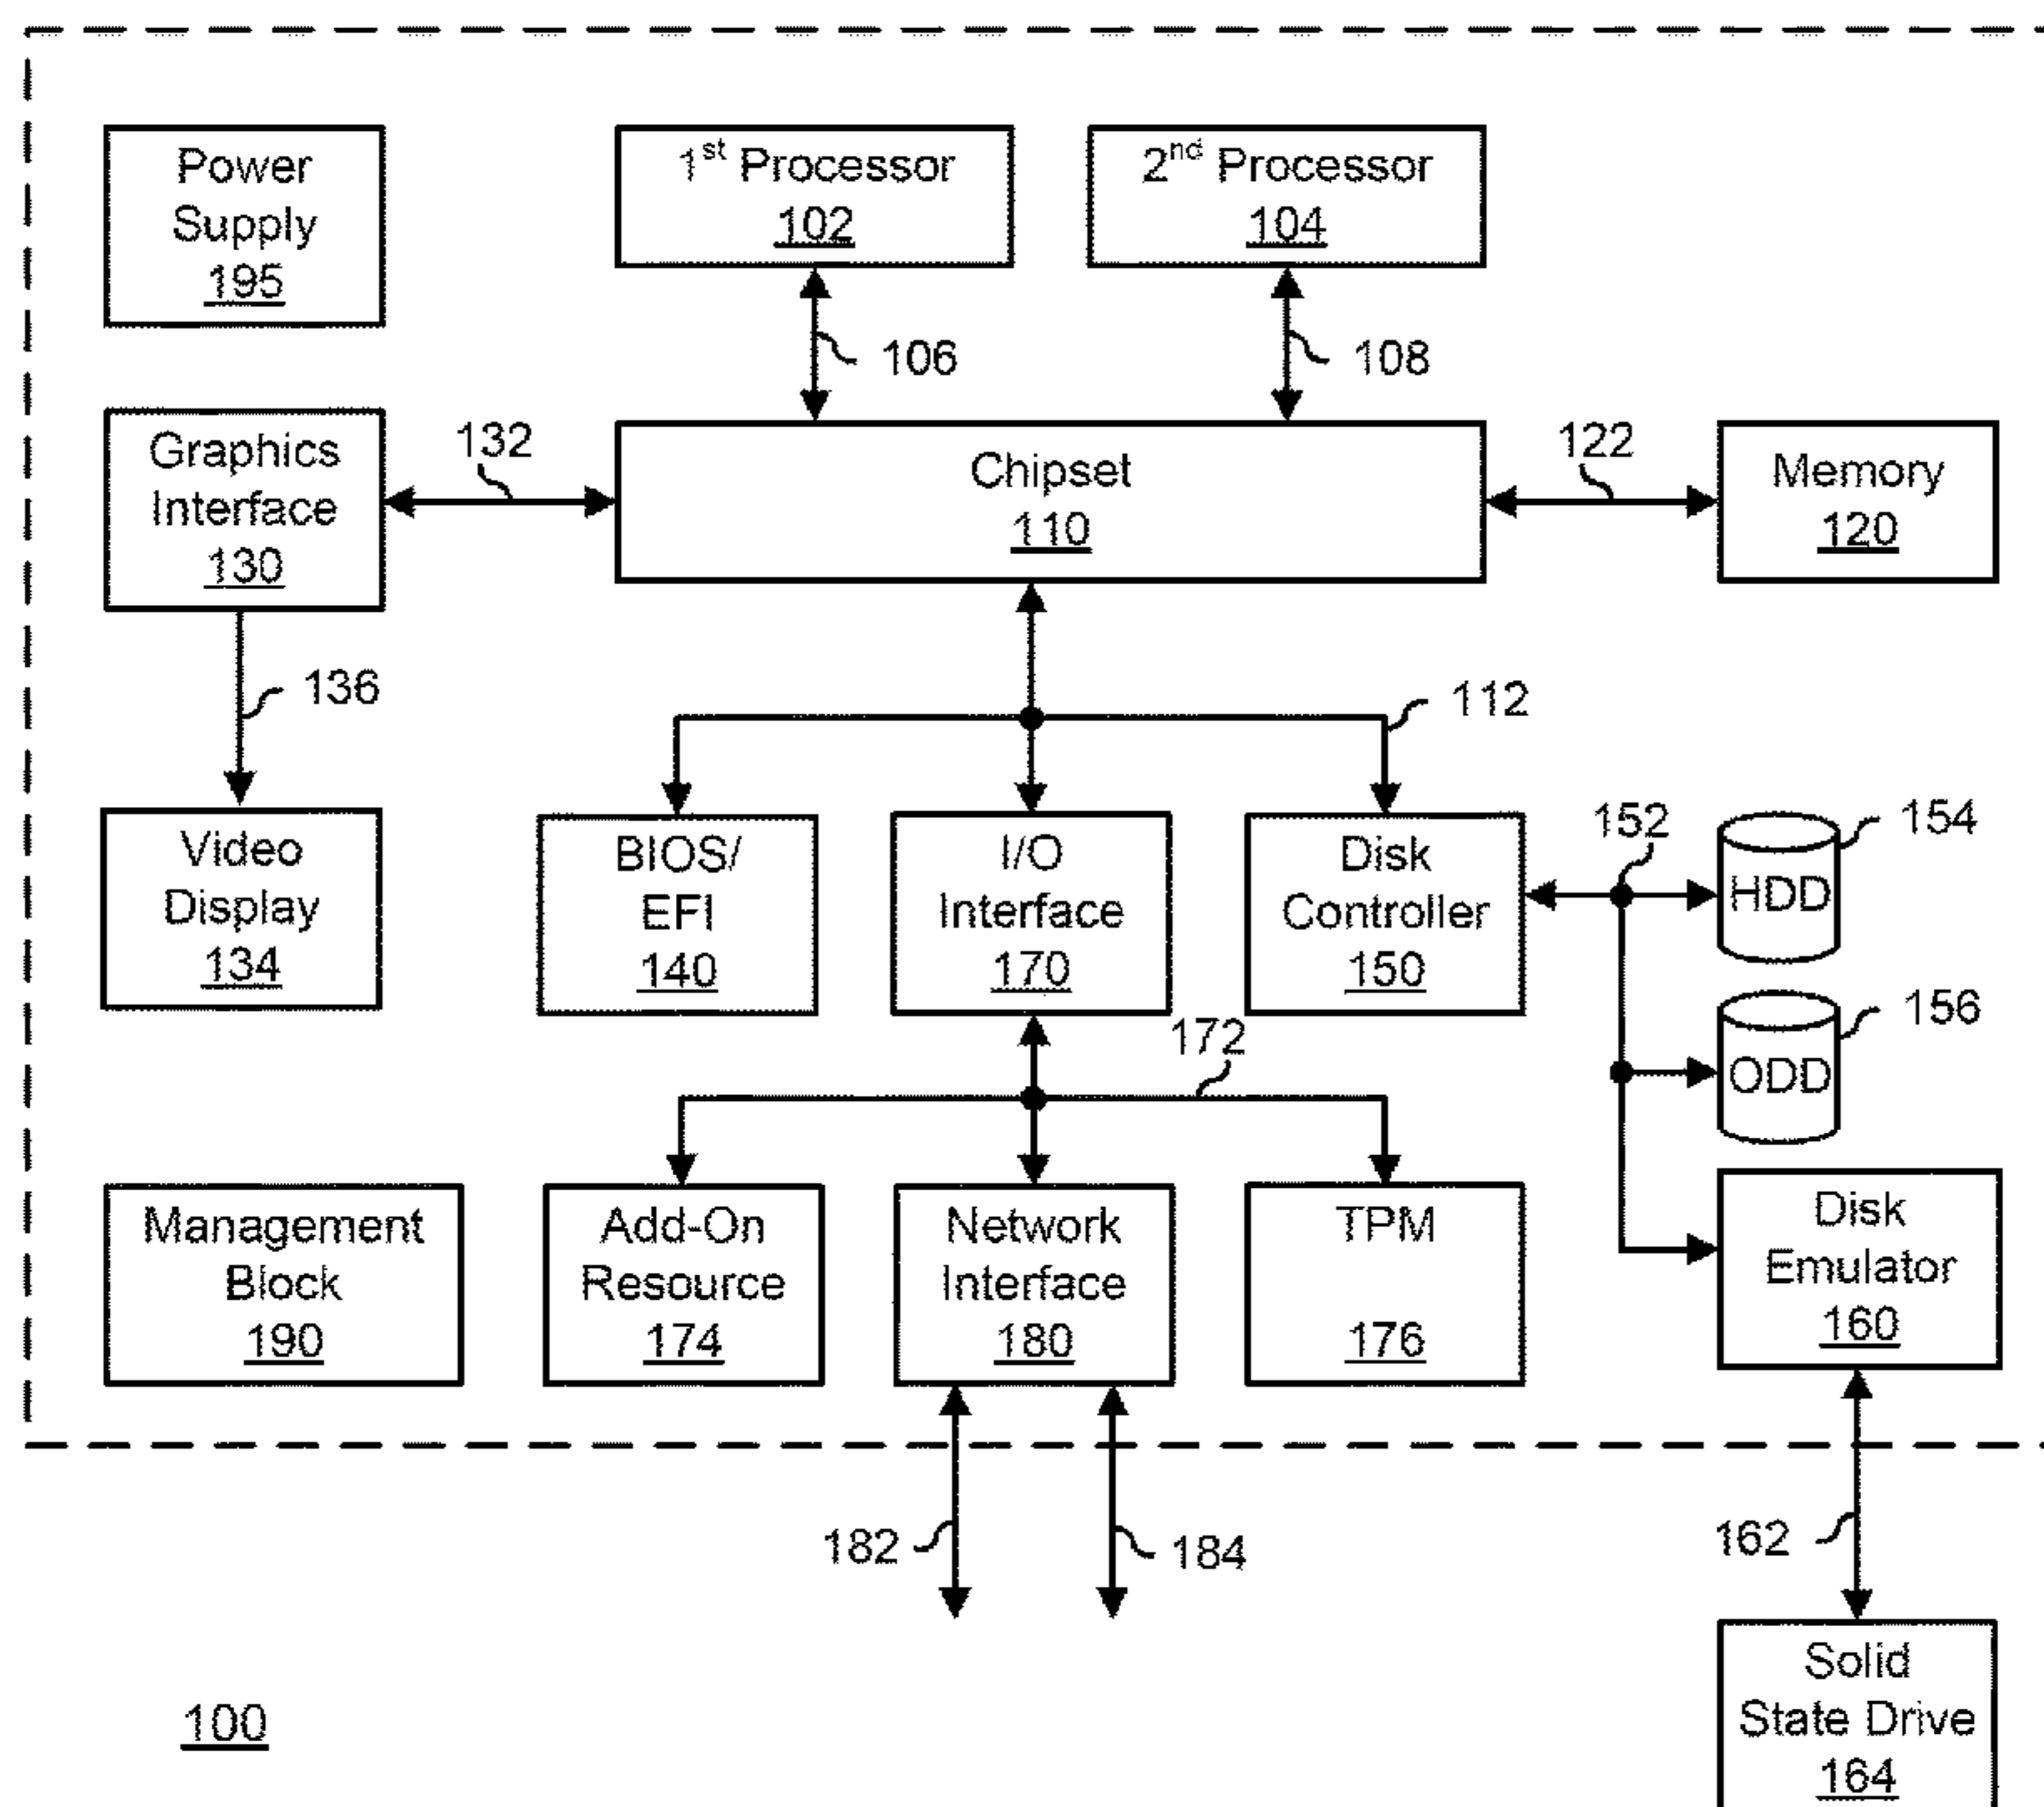 Power
Supply
195
1st Processor
102
2nd Processor
104
106
108
Graphics
Interface
130
132
Chipset
110
122
Memory
120
136
112
Video
Display
134
BIOS/
EFI
140
I/O
Interface
170
Disk
Controller
150
152
HDD
154
ODD
156
172
Management
Block
190
Add-On
Resource
174
Network
Interface
180
TPM
176
Disk
Emulator
160
182
184
162
Solid
State Drive
164
100